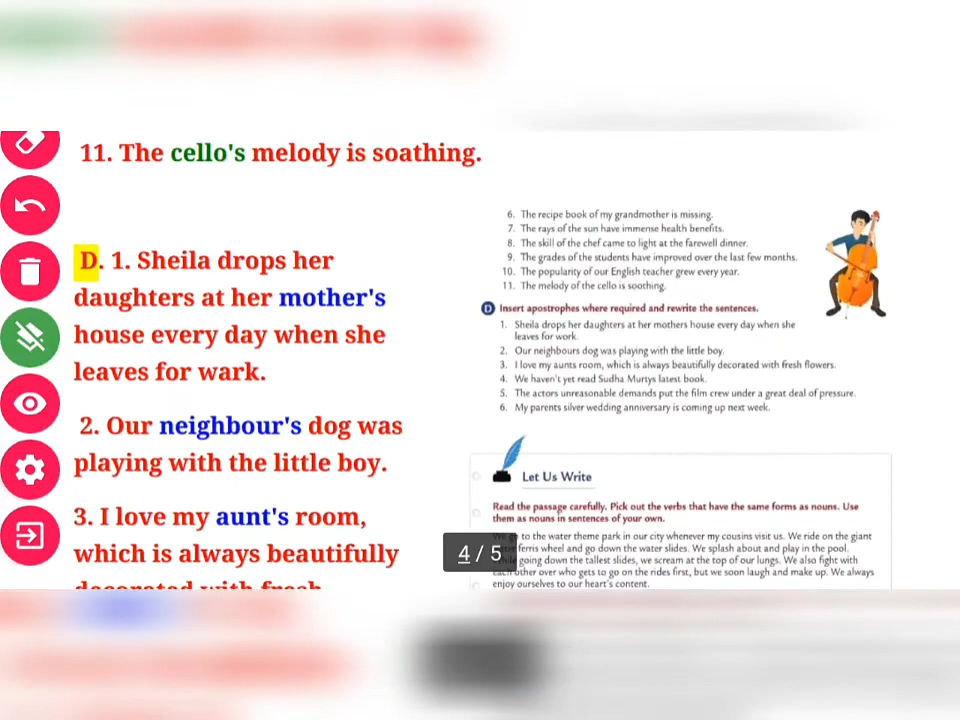 11. The cello's melody is soathing.
D. 1. Sheila drops her
daughters at her mother's
house every day when she
leaves for wark.
2. Our neighbour's dog was
playing with the little boy.
3. I love my aunt's room,
which is always beautifully
decorated with fresh
6. The recipe book of my grandmother is missing.
7. The rays of the sun have immense health benefits.
8. The skill of the chef came to light at the farewell dinner.
9. The grades of the students have improved over the last few months.
10. The popularity of our English teacher grew every year.
11. The melody of the cello is soothing.
D Insert apostrophes where required and rewrite the sentences.
1. Sheila drops her daughters at her mothers house every day when she
leaves for work.
2. Our neighbours dog was playing with the little boy.
3. I love my aunts room, which is always beautifully decorated with fresh flowers.
4. We haven't yet read Sudha Murtys latest book.
5. The actors unreasonable demands put the film crew under a great deal of pressure.
6. My parents silver wedding anniversary is coming up next week.
Let Us Write
Read the passage carefully. Pick out the verbs that have the same forms as nouns. Use
them as nouns in sentences of your own.
to the water theme park in our city whenever my cousins visit us. We ride on the giant
ferris wheel and go down the water slides. We splash about and play in the pool.
going down the tallest slides, we scream at the top of our lungs. We also fight with
each other over who gets to go on the rides first, but we soon laugh and make up. We always
enjoy ourselves to our heart's content.
4 / 5